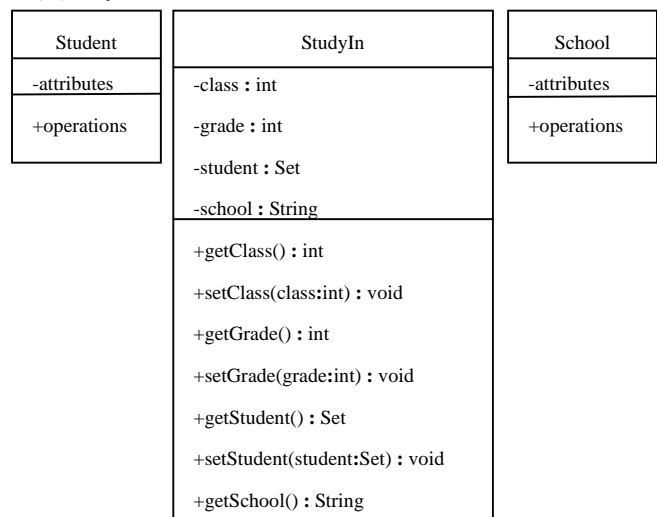 Student
-attributes
+operations
StudyIn
-class : int
-grade : int
-student : Set
-school : String
+getClass() : int
+setClass(class:int) : void
+getGrade() : int
+setGrade(grade:int) : void
+getStudent() : Set
+setStudent(student:Set) : void
+getSchool() : String
School
-attributes
+operations